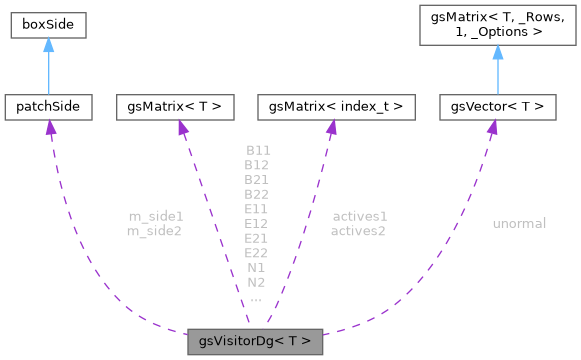 boxSide
gsMatrix< T, _Rows,
1, _Options >
patchSide
gsMatrix< T >
gsMatrix< index_t >
gsVector< T >
m_side1
m_side2
B11
B12
B21
B22
E11
E12
E21
E22
N1
N2
...
actives1
actives2
unormal
gsVisitorDg< T >